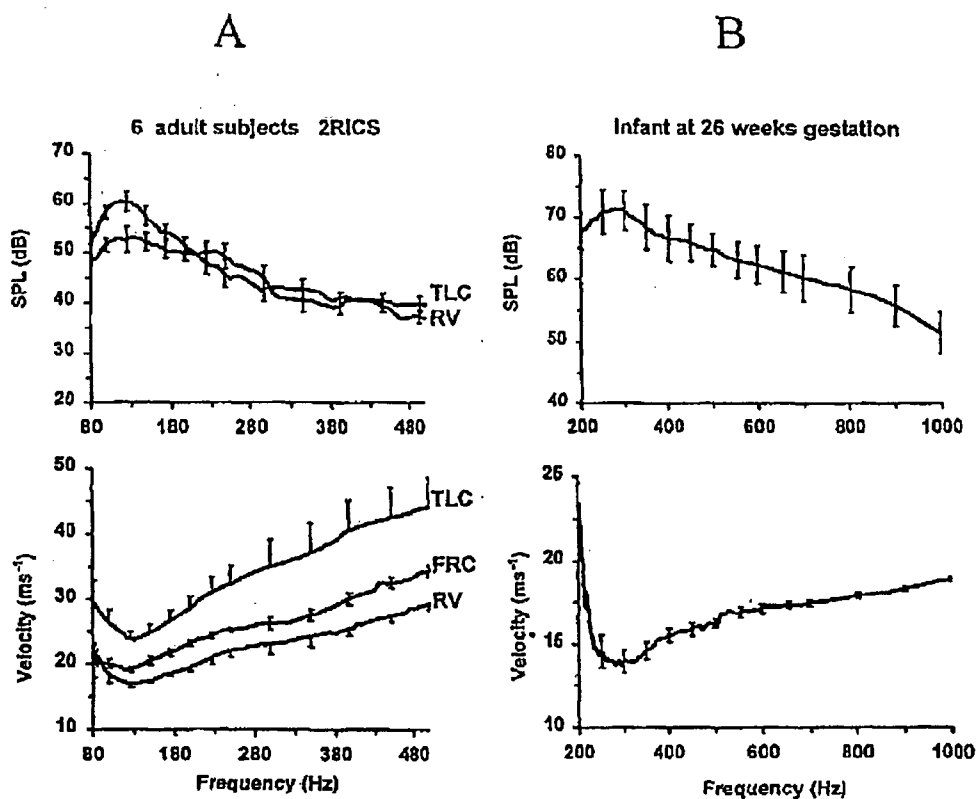 A
B
6 adult subjects 2RICS
Infant at 26 weeks gestation
70
60
50
40
30
20
SPL (dB)
TLC
RV
80 180 280 380 480
80
70
60
50
40
SPL (dB)
200 400 600 800 1000
50
40
30
20
10
Velocity (ms⁻¹)
TLC
FRC
RV
80 180 280 380 480
Frequency (Hz)
25
20
15
10
Velocity (ms⁻¹)
200 400 600 800 1000
Frequency (Hz)